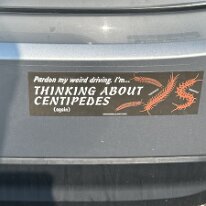 Pardon my weird driving, I'm...
THINKING ABOUT
CENTIPEDES
(again)